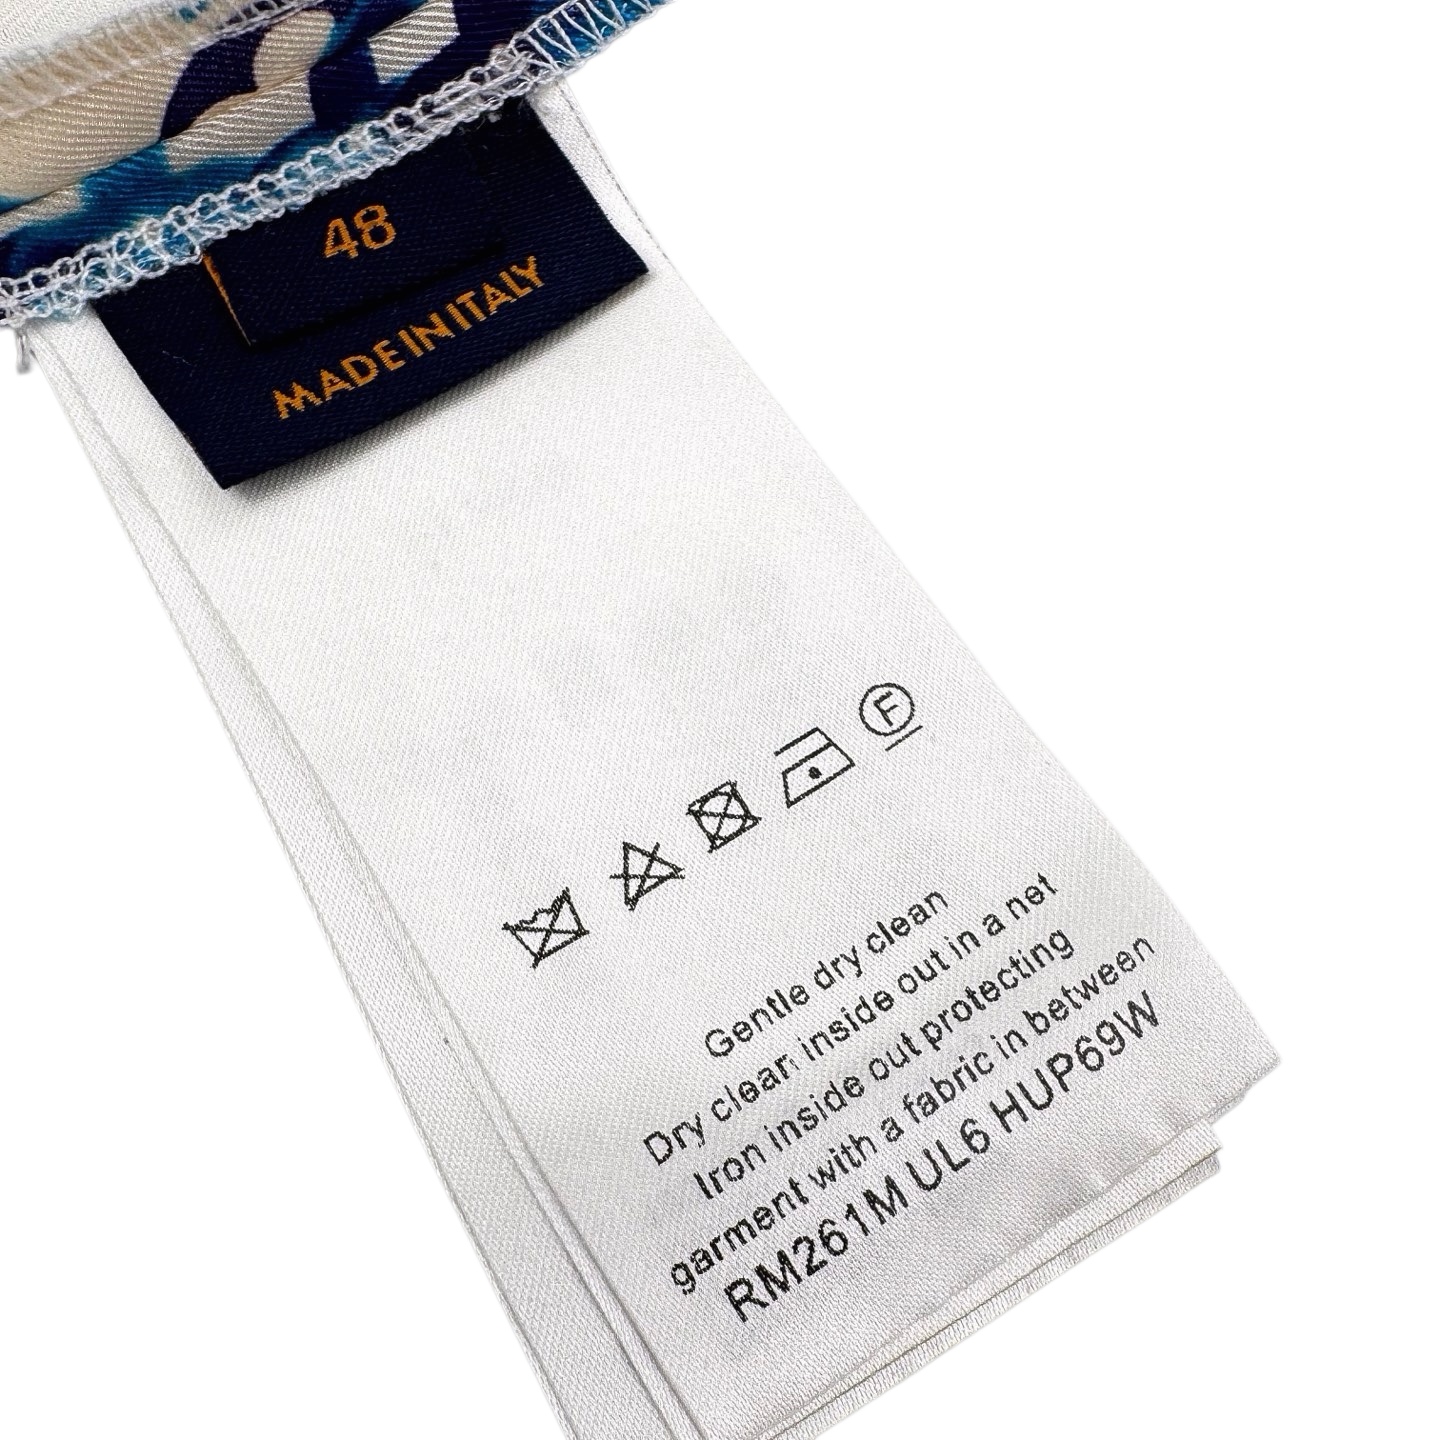 48
MADE IN ITALY
F
Gentle dry clean
Dry clean inside out in a net
Iron inside out protecting
garment with a fabric in between
RM261M UL6 HUP69W